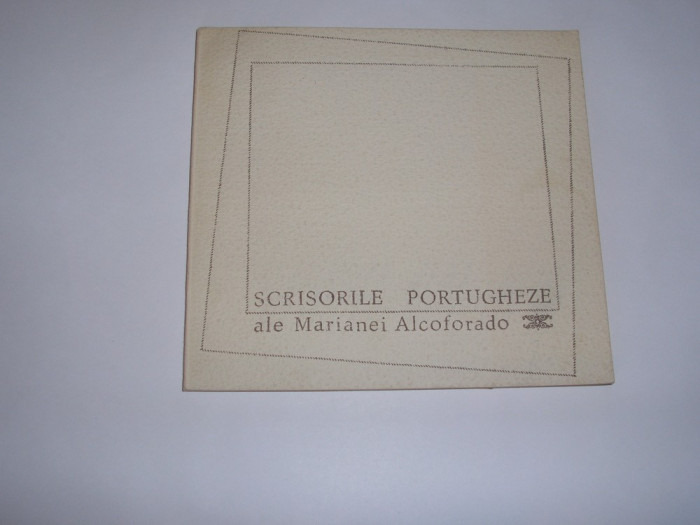 SCRISORILE PORTUGHEZE
ale Marianei Alcoforado